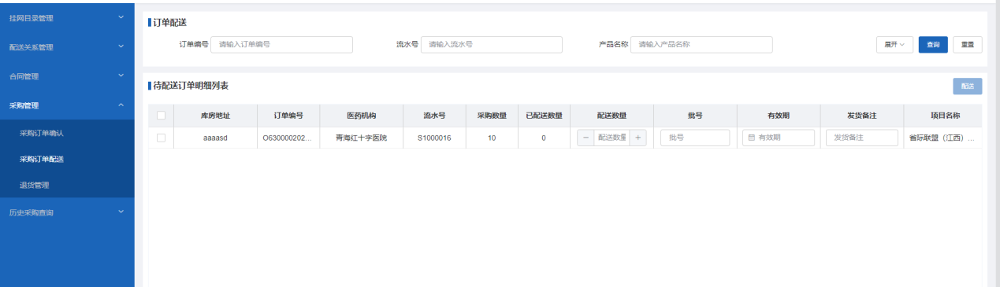 挂网目录管理
配送关系管理
合同管理
采购管理
采购订单确认
采购订单配送
退货管理
历史采购查询
订单配送
订单编号 请输入订单编号 流水号 请输入流水号 产品名称 请输入产品名称 展开 查询 重置
待配送订单明细列表 配送
库房地址 订单编号 医药机构 流水号 采购数量 已配送数量 配送数量 批号 有效期 发货备注 项目名称
aaaasd O630000202... 青海红十字医院 S1000016 10 0 - 配送数量 + 批号 有效期 发货备注 省际联盟（江西）...